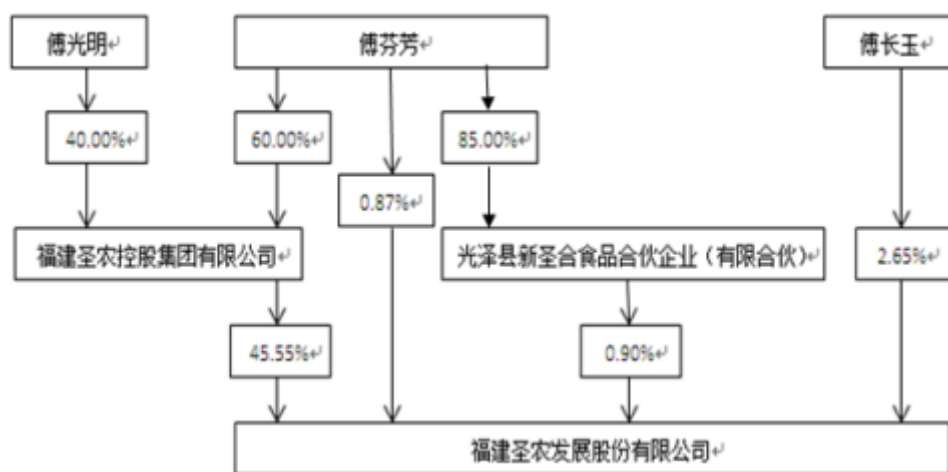 傅光明
傅芬芳
傅长玉
40.00%
60.00%
85.00%
0.87%
福建圣农控股集团有限公司
光泽县新圣合食品合伙企业（有限合伙）
2.65%
45.55%
0.90%
福建圣农发展股份有限公司